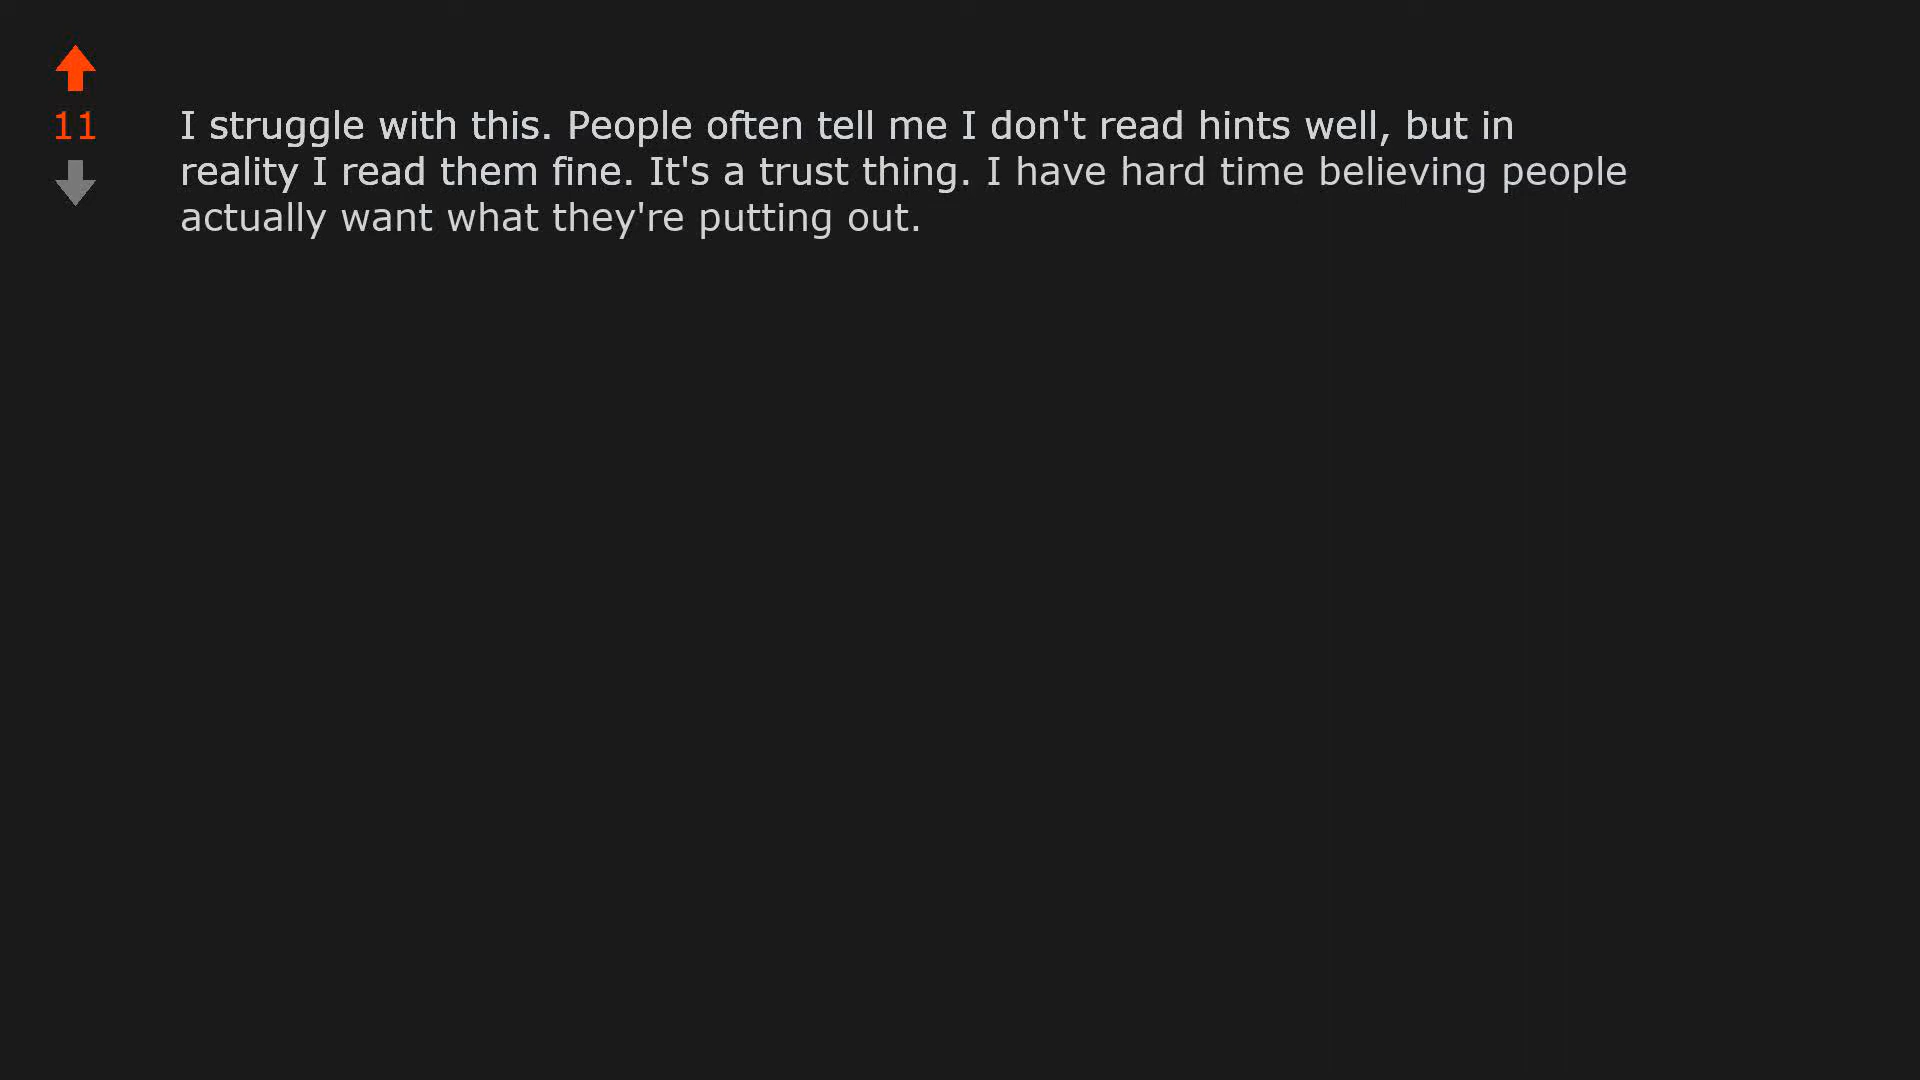 11
I struggle with this. People often tell me I don't read hints well, but in
reality I read them fine. It's a trust thing. I have hard time believing people
actually want what they're putting out.